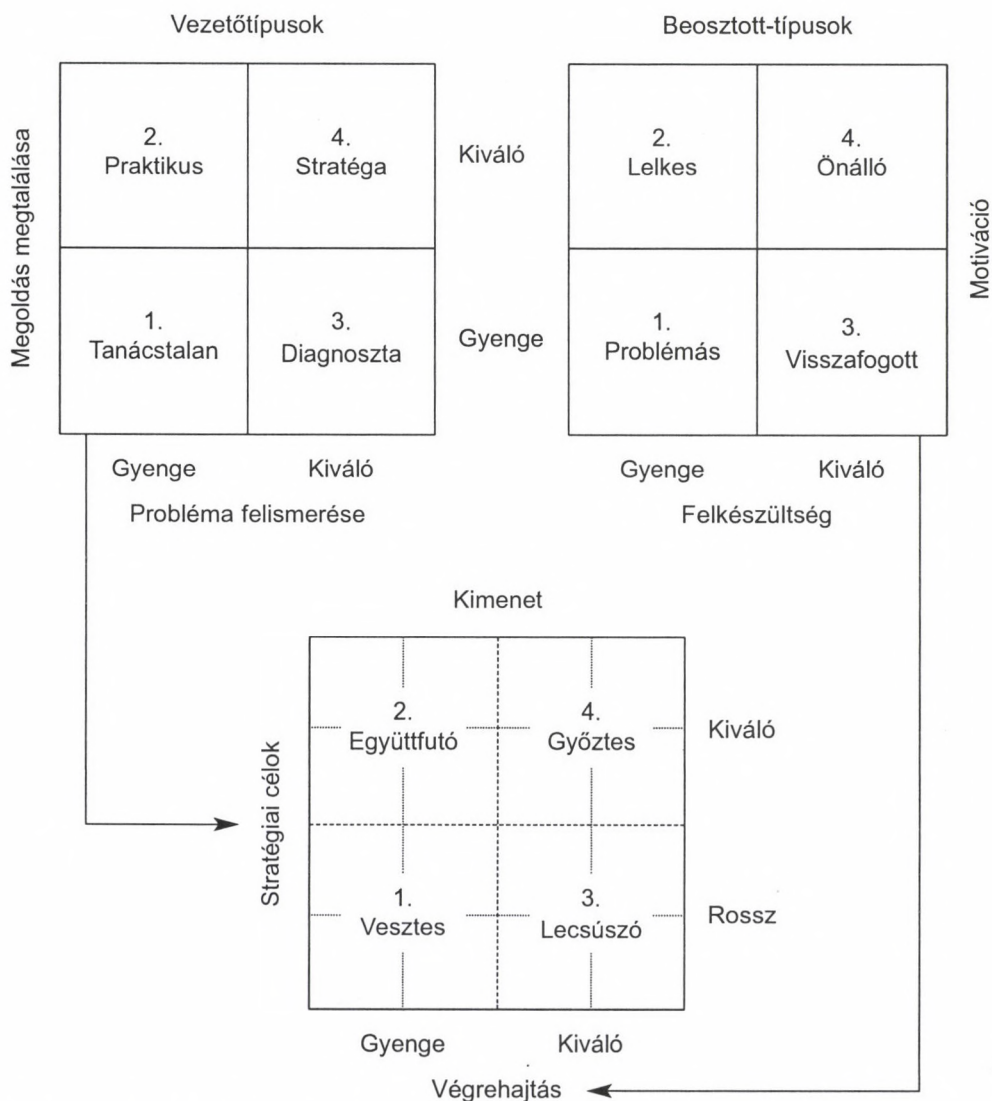 Vezetőtípusok
Beosztott-típusok
Megoldás megtalálása
2.
Praktikus
4.
Stratéga
Kiváló
2.
Lelkes
4.
Önálló
Motiváció
1.
Tanácstalan
3.
Diagnoszta
Gyenge
1.
Problémás
3.
Visszafogott
Gyenge
Kiváló
Gyenge
Kiváló
Probléma felismerése
Felkészültség
Kimenet
Stratégiai célok
2.
Együttfutó
4.
Győztes
Kiváló
1.
Vesztes
3.
Lecsúszó
Rossz
Gyenge
Kiváló
Végrehajtás